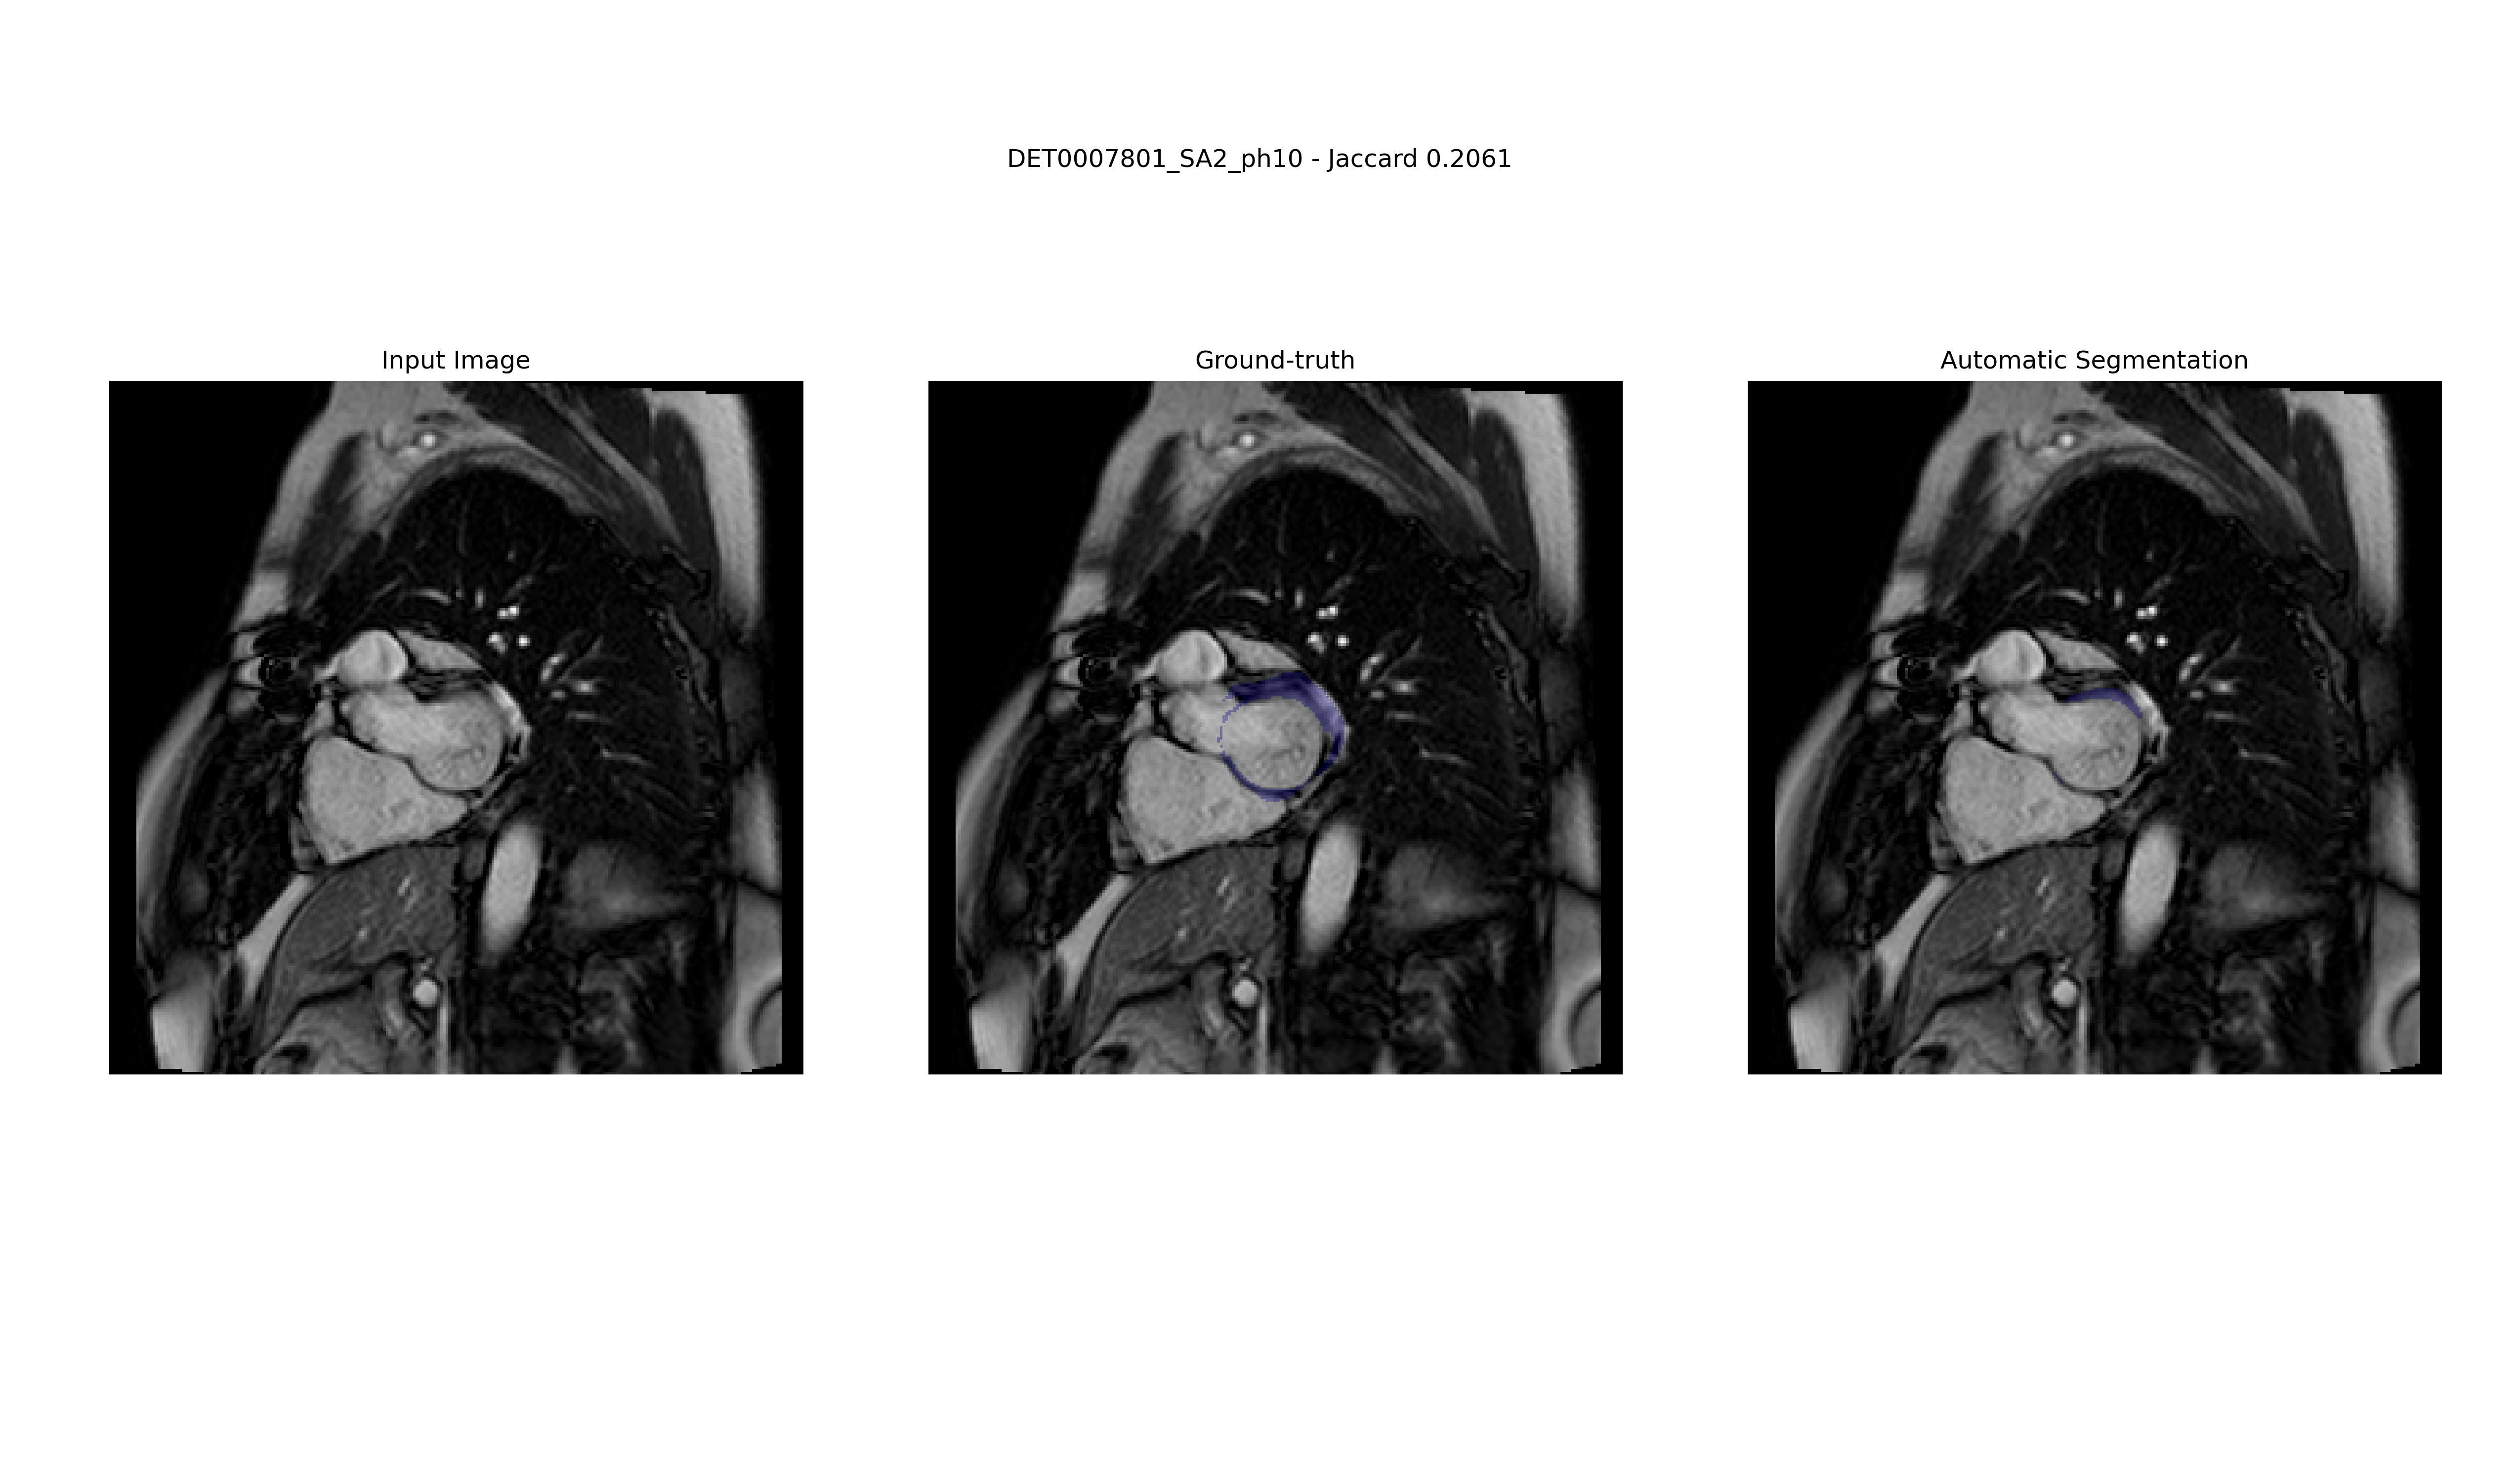 DET0007801_SA2_ph10 - Jaccard 0.2061
Input Image
Ground-truth
Automatic Segmentation